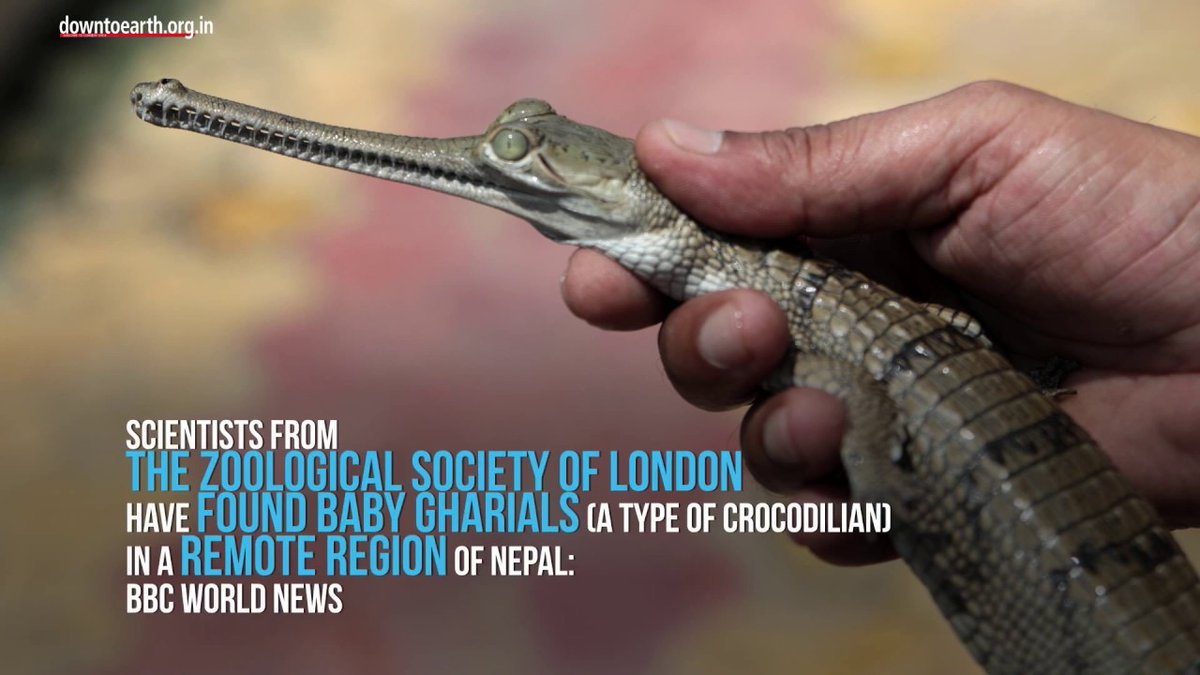 downtoearth.org.in
SCIENTISTS FROM
THE ZOOLOGICAL SOCIETY OF LONDON
HAVE FOUND BABY GHARIALS (A TYPE OF CROCODILIAN)
IN A REMOTE REGION OF NEPAL:
BBC WORLD NEWS